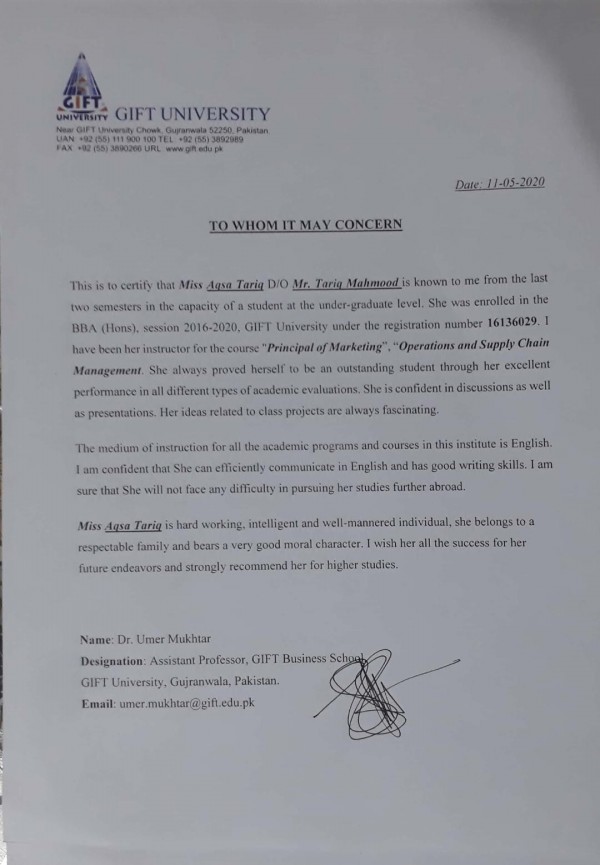 GIFT
UNIVERSITY
GIFT UNIVERSITY
Near GIFT University Chowk, Gujranwala 52250, Pakistan.
UAN: +92 (55) 111 900 100 TEL: +92 (55) 3892989
FAX: +92 (55) 3890266 URL: www.gift.edu.pk
Date: 11-05-2020
TO WHOM IT MAY CONCERN
This is to certify that Miss Aqsa Tariq D/O Mr. Tariq Mahmood is known to me from the last
two semesters in the capacity of a student at the under-graduate level. She was enrolled in the
BBA (Hons), session 2016-2020, GIFT University under the registration number 16136029. I
have been her instructor for the course "Principal of Marketing", "Operations and Supply Chain
Management. She always proved herself to be an outstanding student through her excellent
performance in all different types of academic evaluations. She is confident in discussions as well
as presentations. Her ideas related to class projects are always fascinating.
The medium of instruction for all the academic programs and courses in this institute is English.
I am confident that She can efficiently communicate in English and has good writing skills. I am
sure that She will not face any difficulty in pursuing her studies further abroad.
Miss Aqsa Tariq is hard working, intelligent and well-mannered individual, she belongs to a
respectable family and bears a very good moral character. I wish her all the success for her
future endeavors and strongly recommend her for higher studies.
Name: Dr. Umer Mukhtar
Designation: Assistant Professor, GIFT Business School,
GIFT University, Gujranwala, Pakistan.
Email: umer.mukhtar@gift.edu.pk